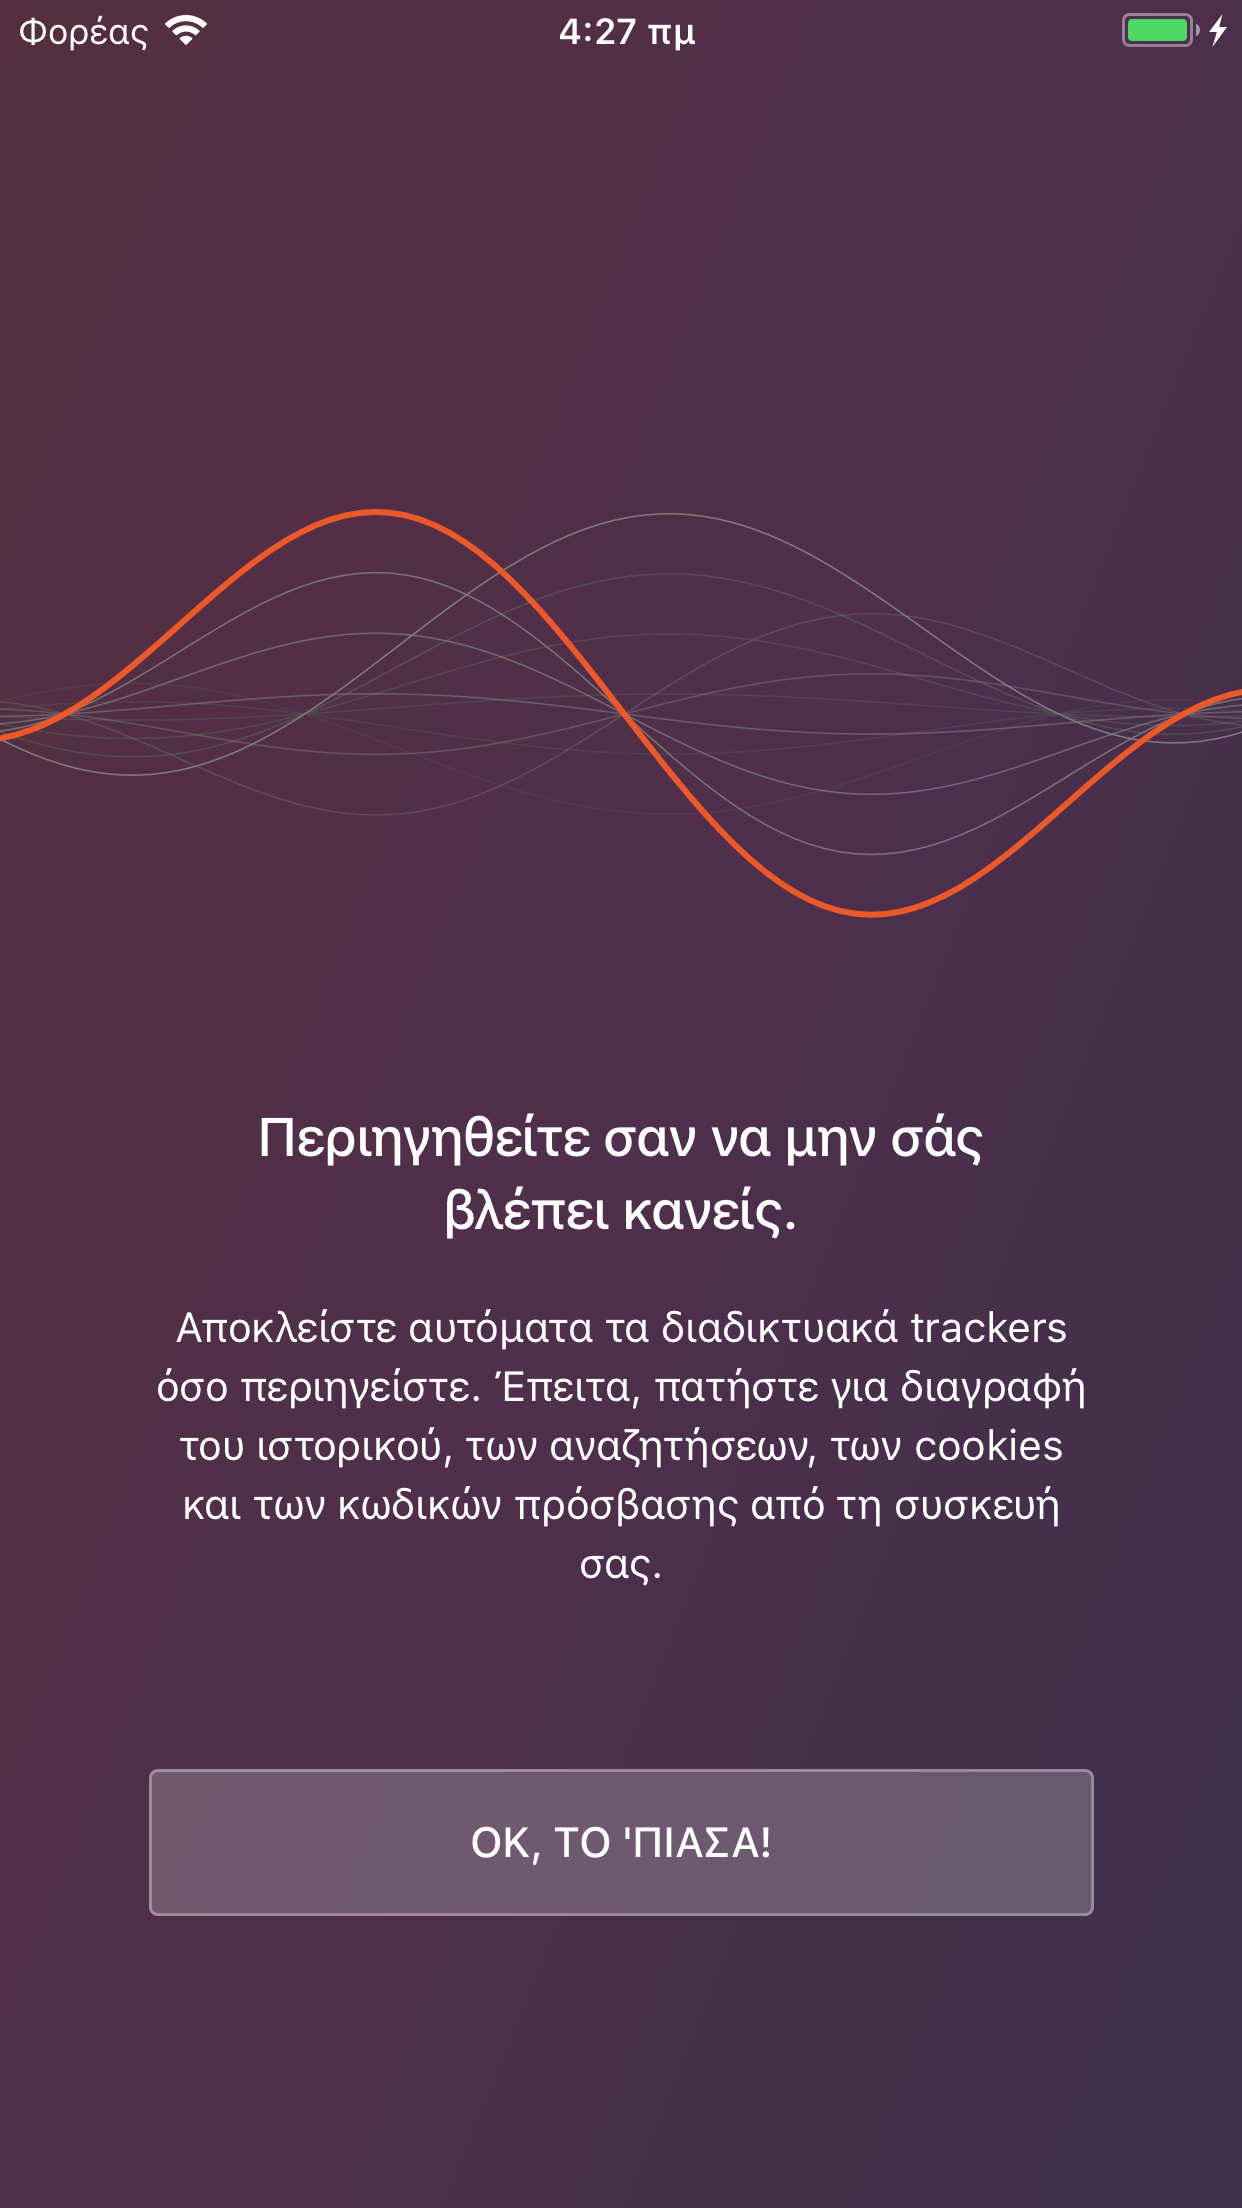 Φορέας
4:27 πμ
Περιηγηθείτε σαν να μην σάς
βλέπει κανείς.
Αποκλείστε αυτόματα τα διαδικτυακά trackers
όσο περιηγείστε. Έπειτα, πατήστε για διαγραφή
του ιστορικού, των αναζητήσεων, των cookies
και των κωδικών πρόσβασης από τη συσκευή
σας.
ΟΚ, ΤΟ 'ΠΙΑΣΑ!